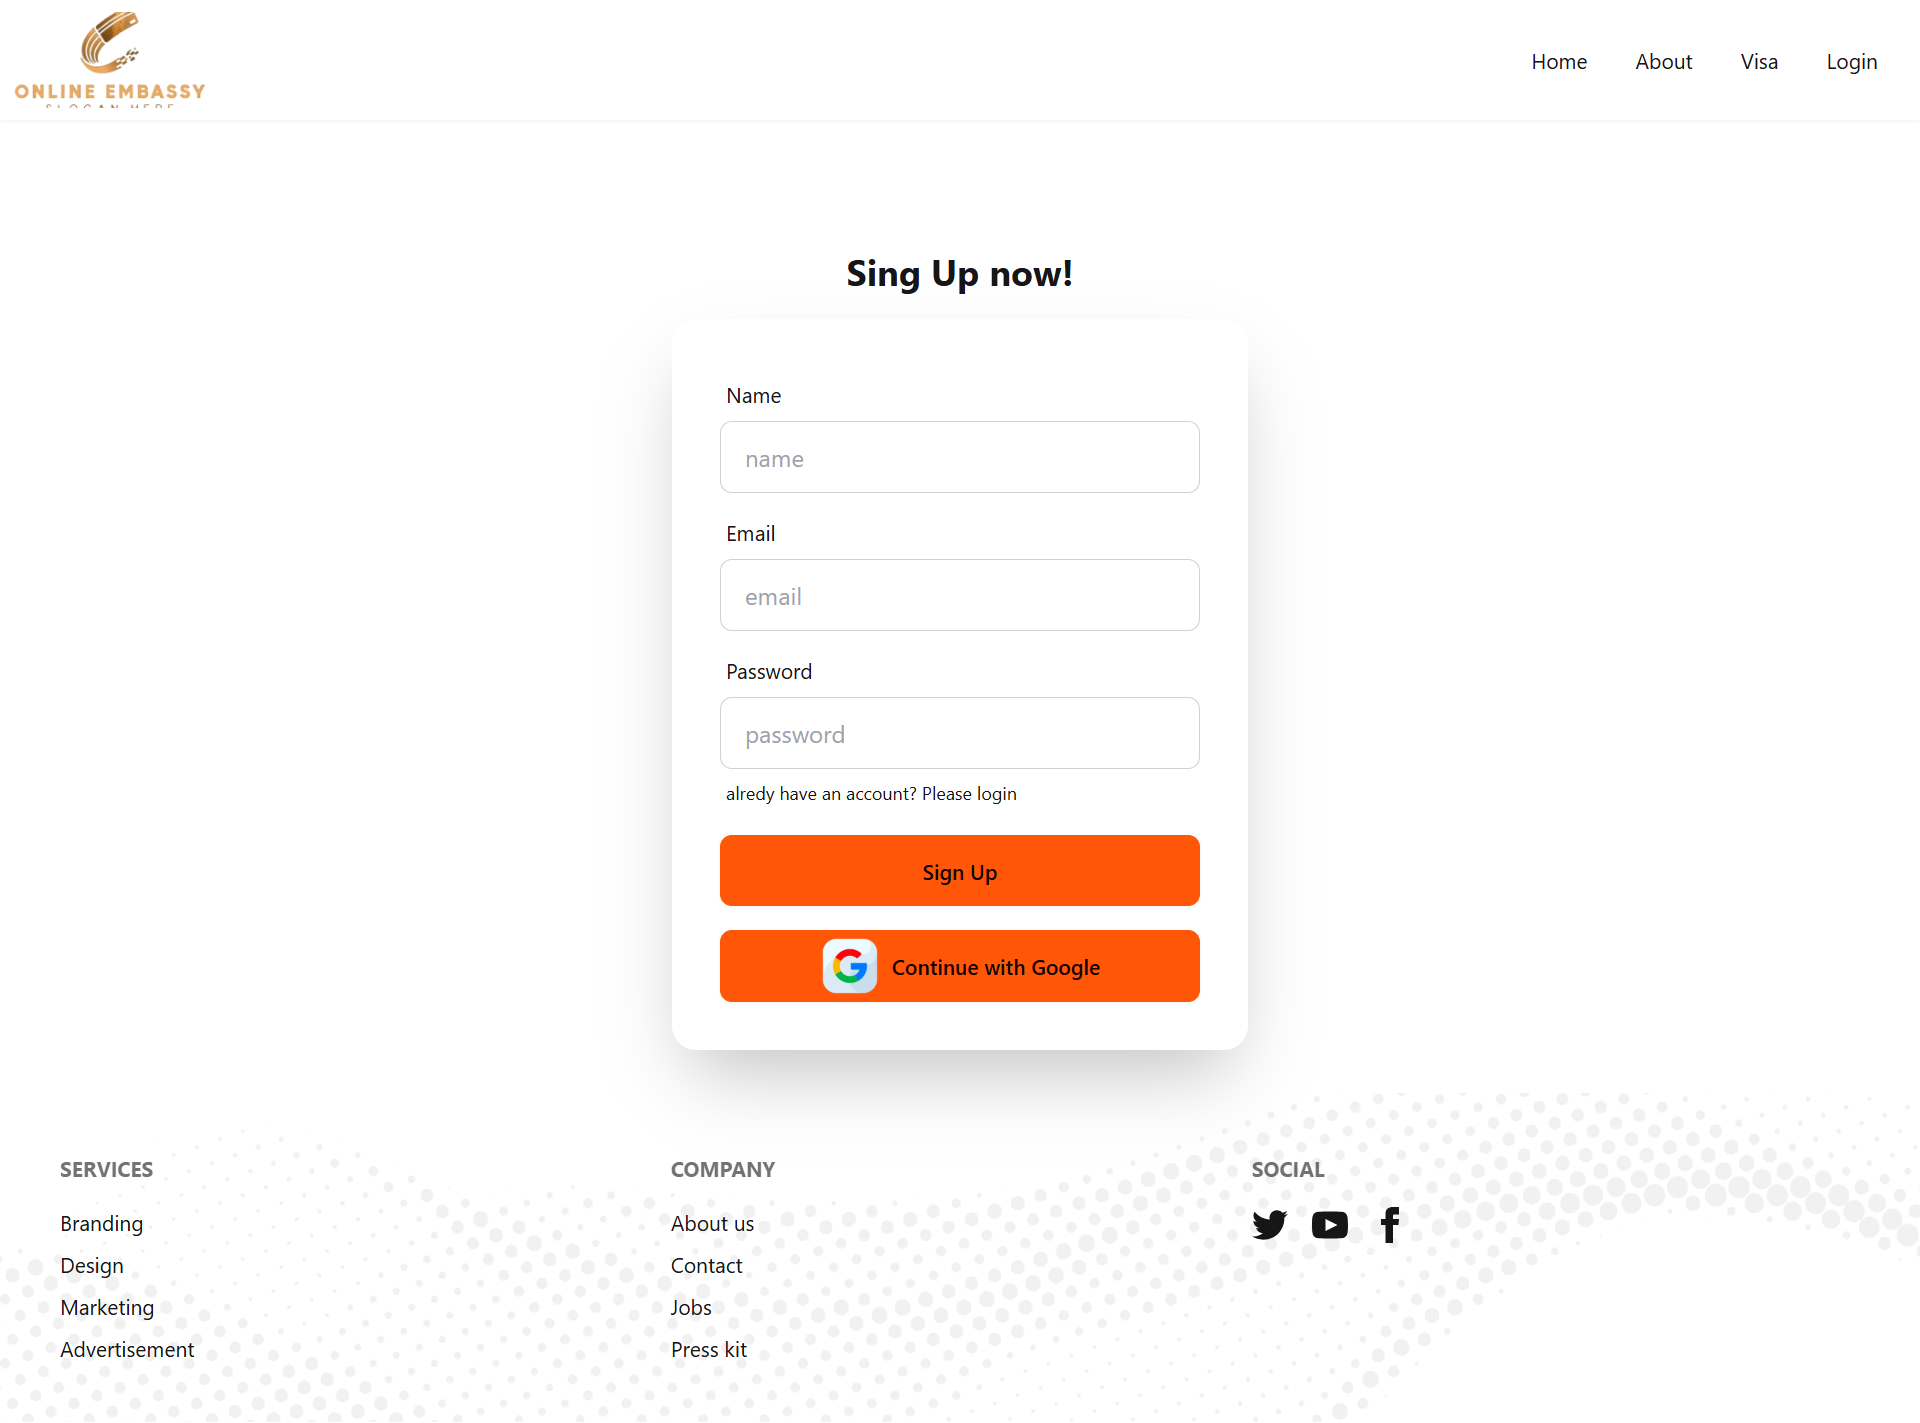 ONLINE EMBASSY
SLOGAN HERE
Home
About
Visa
Login
Sing Up now!
Name
name
Email
email
Password
password
alredy have an account? Please login
Sign Up
Continue with Google
SERVICES
Branding
Design
Marketing
Advertisement
COMPANY
About us
Contact
Jobs
Press kit
SOCIAL